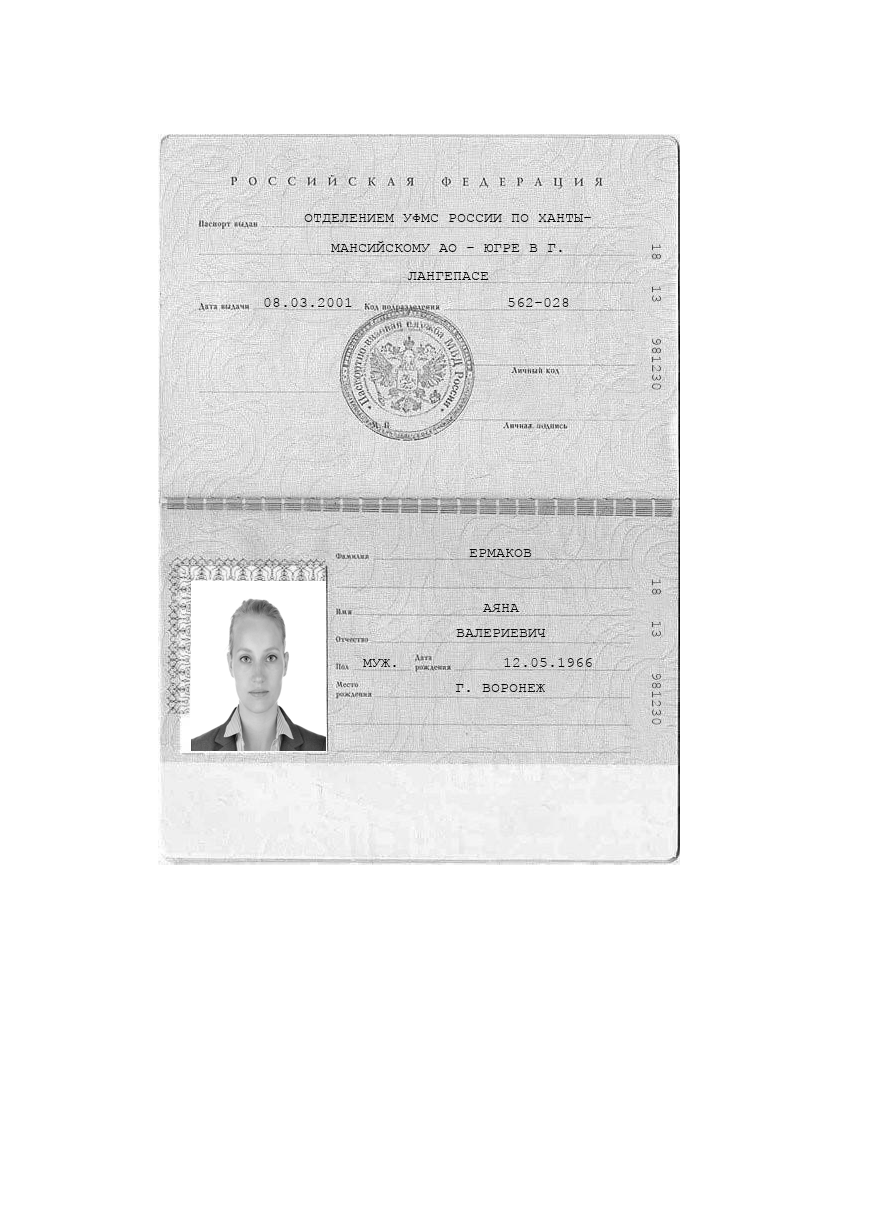 РОССИЙСКАЯ ФЕДЕРАЦИЯ
Паспорт выдан ОТДЕЛЕНИЕМ УФМС РОССИИ ПО ХАНТЫ-
МАНСИЙСКОМУ АО - ЮГРЕ В Г.
ЛАНГЕПАСЕ
Дата выдачи 08.03.2001 Код подразделения 562-028
Паспортно-визовая служба МВД России
Личный код
М. П. Личная подпись
18 13 981230
Фамилия ЕРМАКОВ
Имя АЯНА
Отчество ВАЛЕРИЕВИЧ
Пол МУЖ. Дата рождения 12.05.1966
Место рождения Г. ВОРОНЕЖ
18 13 981230